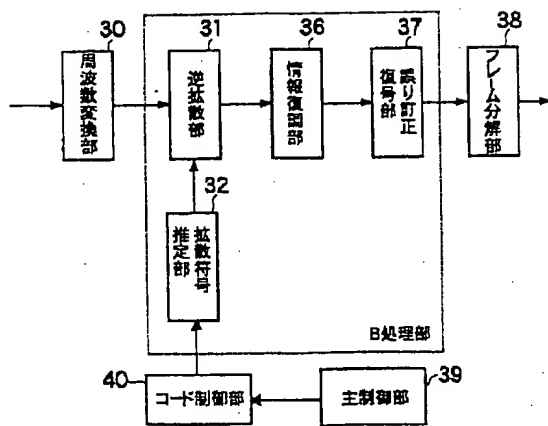 30
周波数変換部
31
逆拡散部
36
情報復調部
37
誤り訂正
復号部
38
フレーム分解部
32
拡散符号
推定部
B処理部
40
コード制御部
主制御部
39